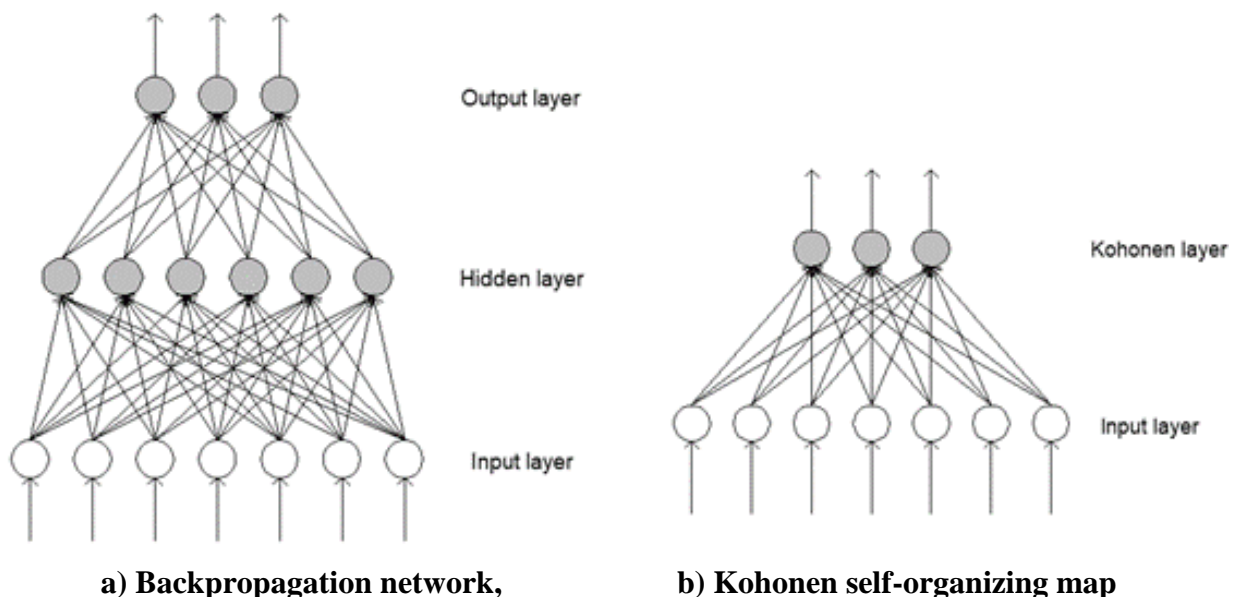 Output layer
Hidden layer
Input layer
a) Backpropagation network,
Kohonen layer
Input layer
b) Kohonen self-organizing map